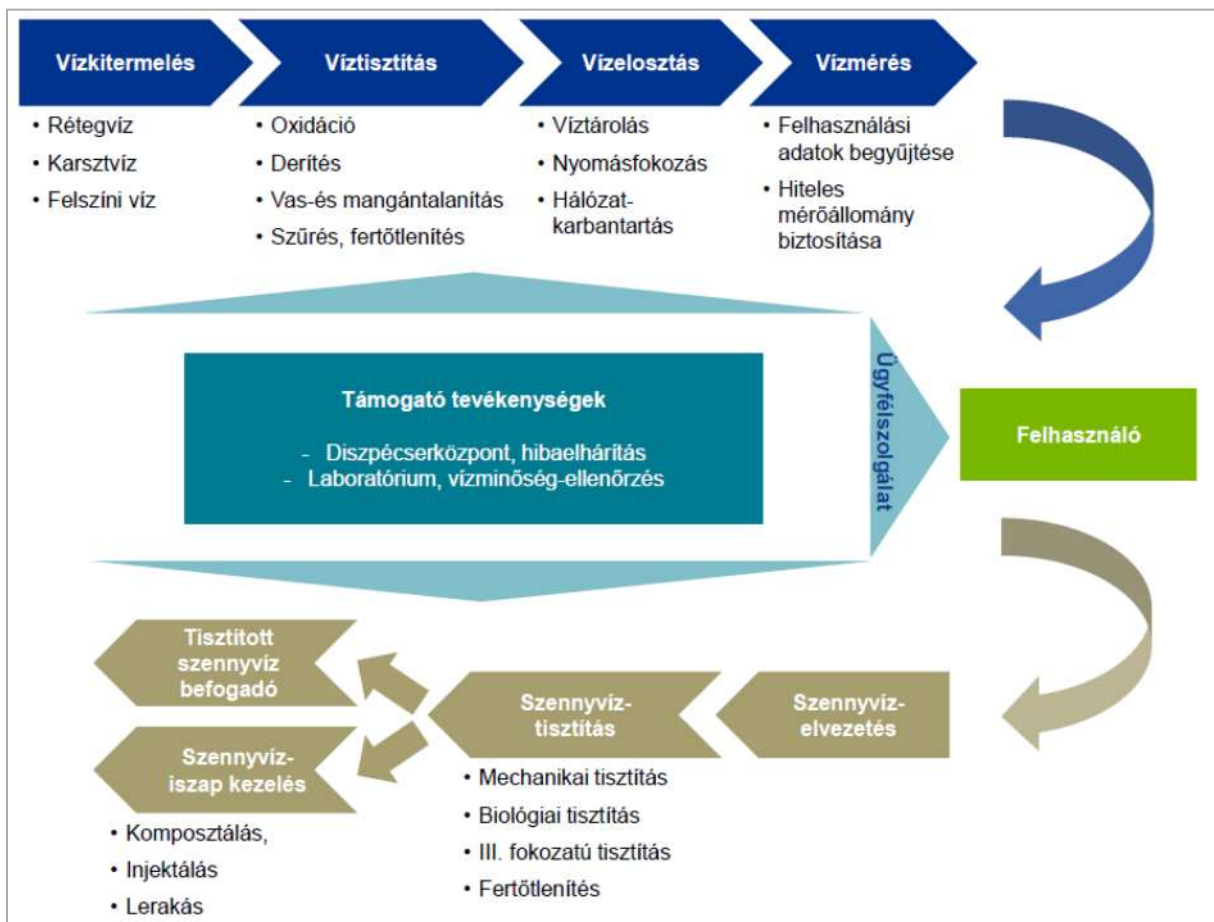 Vízkitermelés
Víztisztítás
Vízelosztás
Vízmérés
• Rétegvíz
• Karsztvíz
• Felszíni víz
• Oxidáció
• Derítés
• Vas-és mangántalanítás
• Szűrés, fertőtlenítés
• Víztárolás
• Nyomásfokozás
• Hálózat-
karbantartás
• Felhasználási
adatok begyűjtése
• Hiteles
mérőállomány
biztosítása
Támogató tevékenységek
- Diszpécserközpont, hibaelhárítás
- Laboratórium, vízminőség-ellenőrzés
Ügyfélszolgálat
Felhasználó
Tisztított
szennyvíz
befogadó
Szennyvíz-
iszap kezelés
Szennyvíz-
tisztítás
Szennyvíz-
elvezetés
• Komposztálás,
• Injektálás
• Lerakás
• Mechanikai tisztítás
• Biológiai tisztítás
• III. fokozatú tisztítás
• Fertőtlenítés